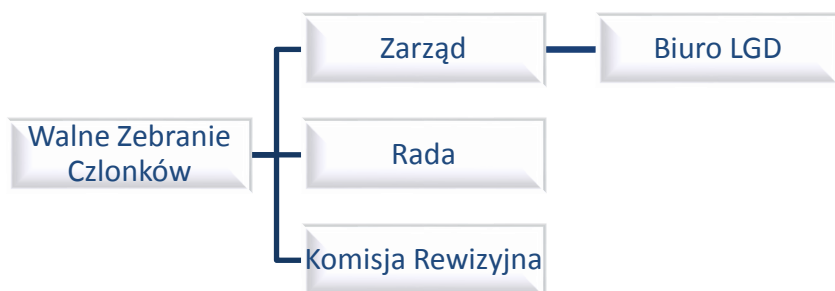 Zarząd
Biuro LGD
Walne Zebranie
Czlonków
Rada
Komisja Rewizyjna